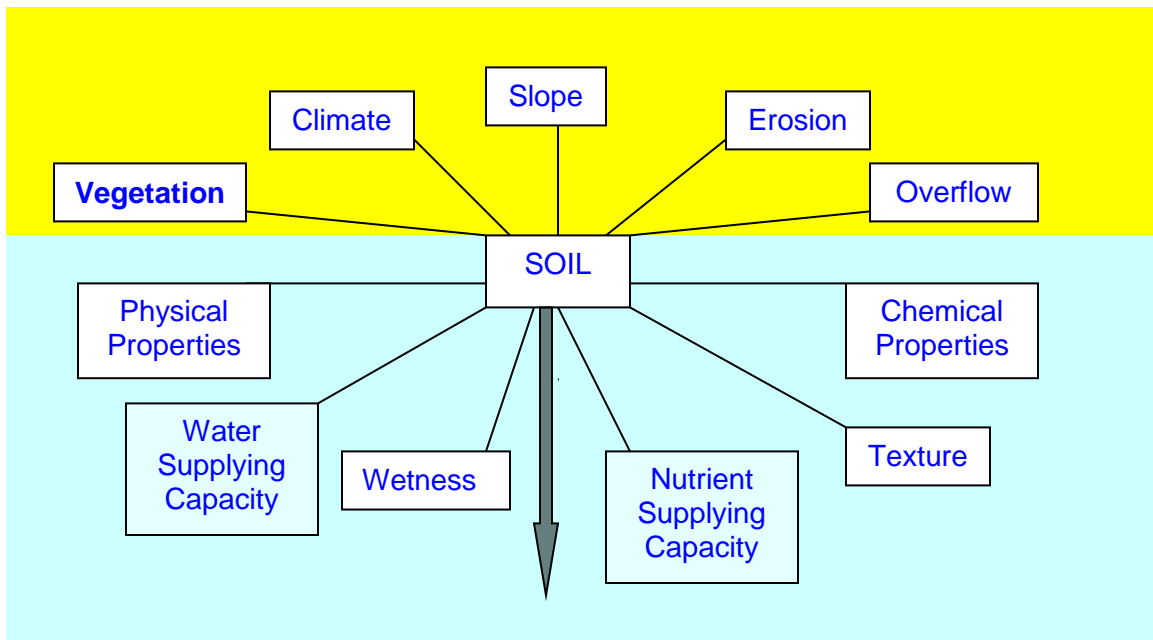 Slope
Climate
Erosion
Vegetation
Overflow
SOIL
Physical
Properties
Chemical
Properties
Water
Supplying
Capacity
Wetness
Nutrient
Supplying
Capacity
Texture